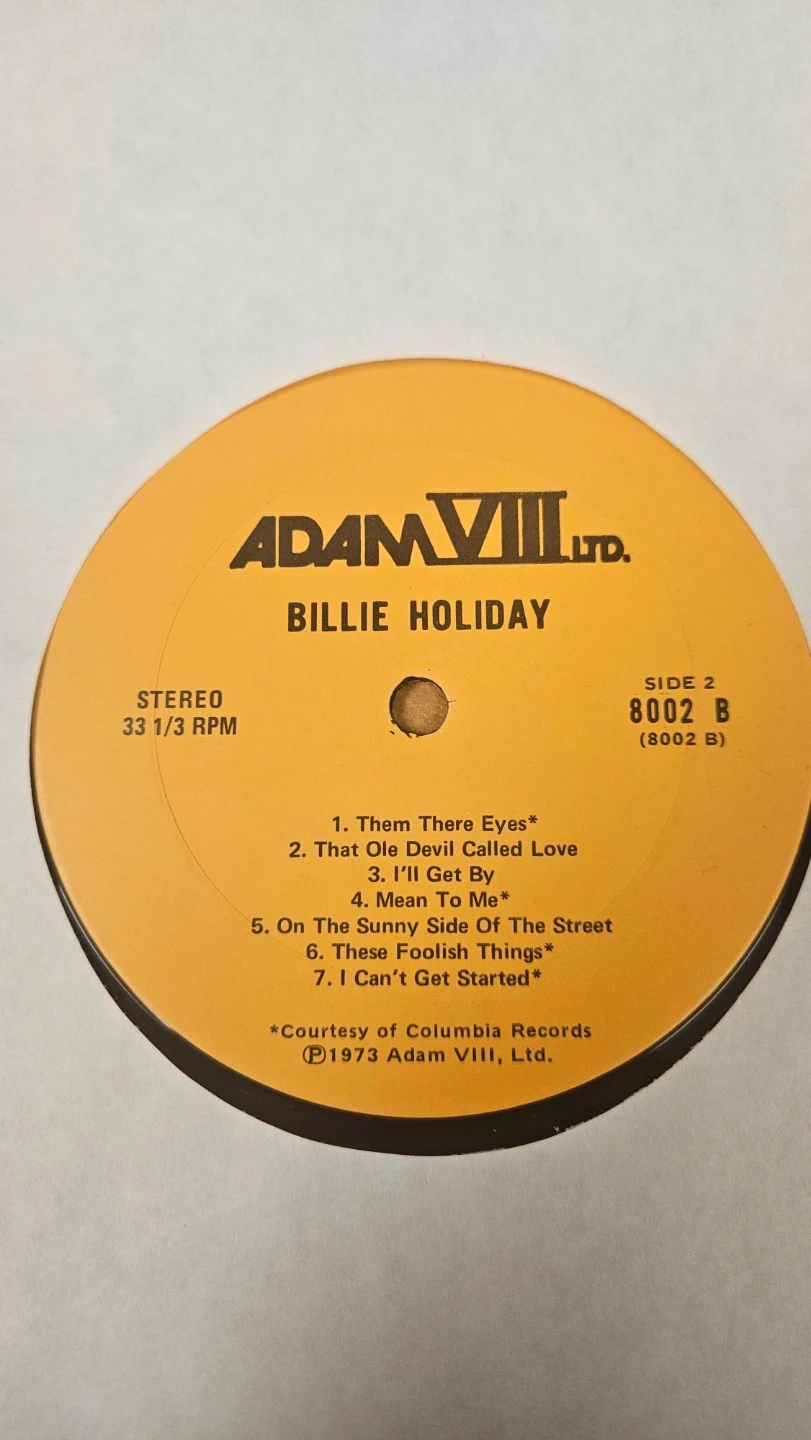 ADAM VIII LTD.
BILLIE HOLIDAY
STEREO
33 1/3 RPM
SIDE 2
8002 B
(8002 B)
1. Them There Eyes*
2. That Ole Devil Called Love
3. I'll Get By
4. Mean To Me*
5. On The Sunny Side Of The Street
6. These Foolish Things*
7. I Can't Get Started*
*Courtesy of Columbia Records
Ⓟ1973 Adam VIII, Ltd.